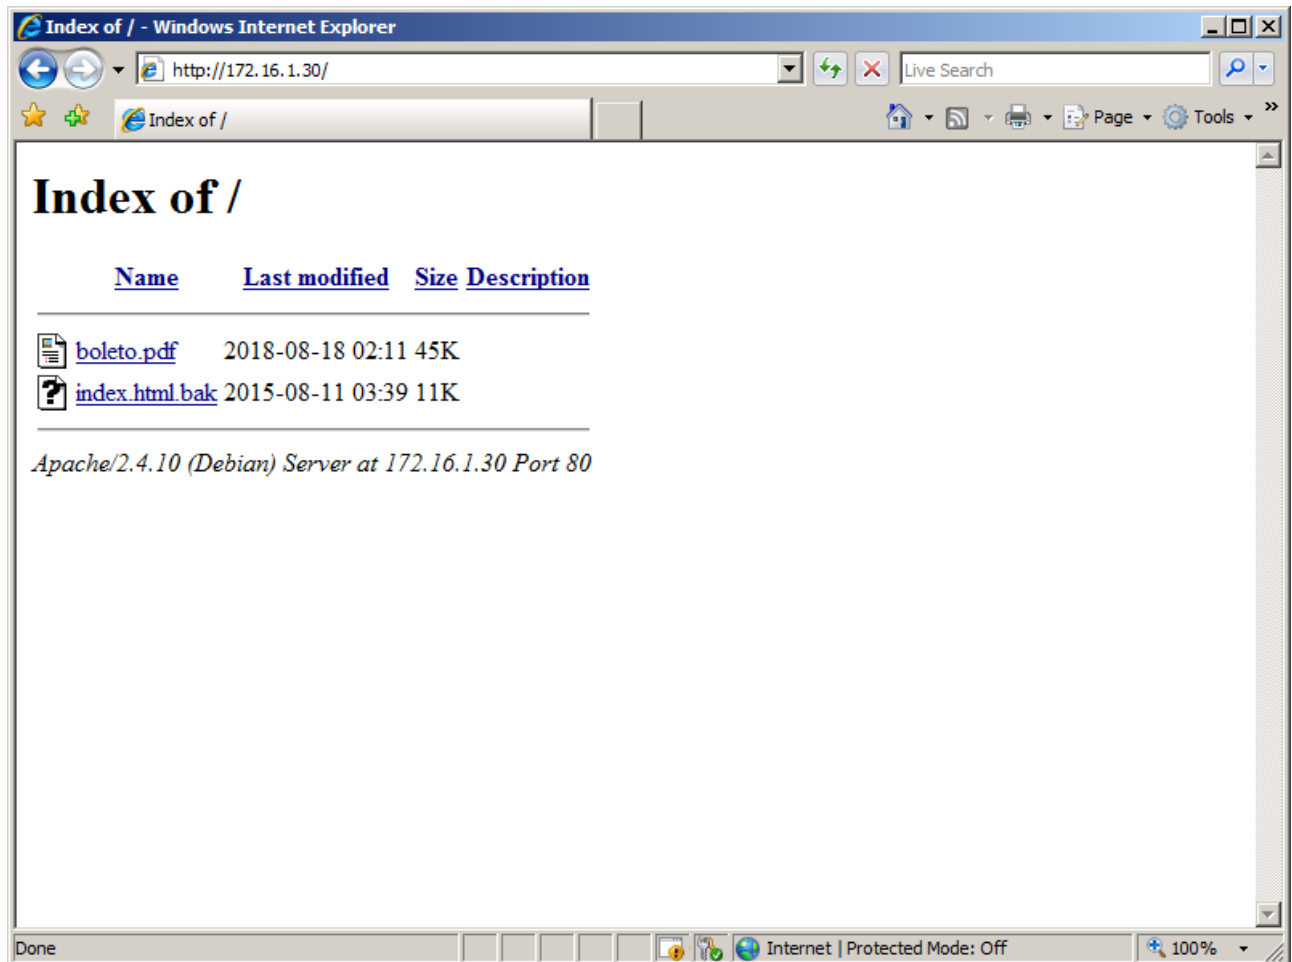 Index of / - Windows Internet Explorer
http://172.16.1.30/
Live Search
Index of /
Page
Tools
»
Index of /
Name Last modified Size Description
boleto.pdf 2018-08-18 02:11 45K
index.html.bak 2015-08-11 03:39 11K
Apache/2.4.10 (Debian) Server at 172.16.1.30 Port 80
Done
Internet | Protected Mode: Off
100%